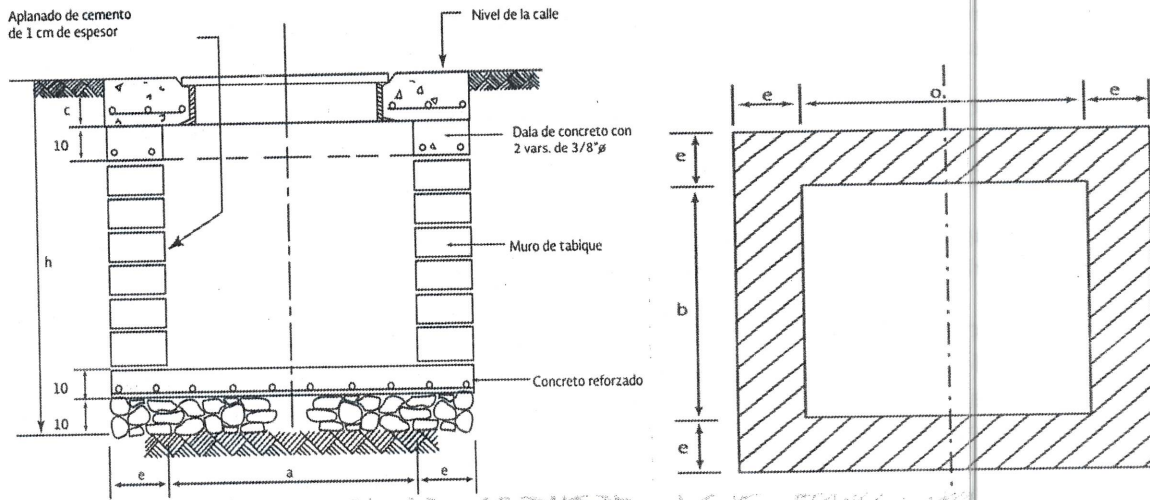 Aplanado de cemento
de 1 cm de espesor
Nivel de la calle
c
10
Dala de concreto con
2 vars. de 3/8"ø
h
Muro de tabique
10
Concreto reforzado
10
e
a
e
e
o.
e
e
b
e